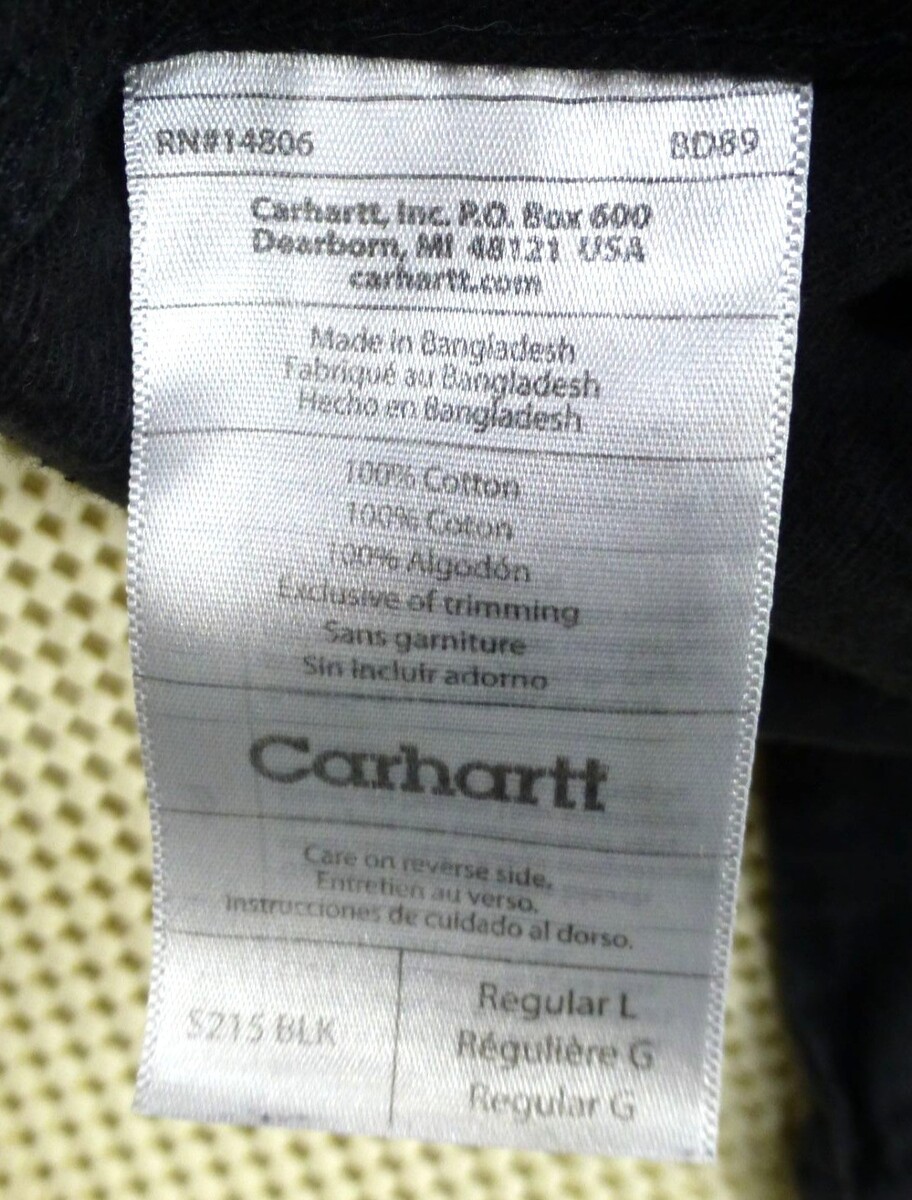 RN#14806 BD89
Carhartt, Inc. P.O. Box 600
Dearborn, MI 48121 USA
carhartt.com
Made in Bangladesh
Fabriqué au Bangladesh
Hecho en Bangladesh
100% Cotton
100% Coton
100% Algodón
Exclusive of trimming
Sans garniture
Sin incluir adorno
Carhartt
Care on reverse side.
Entretien au verso.
Instrucciones de cuidado al dorso.
S215 BLK
Regular L
Régulière G
Regular G